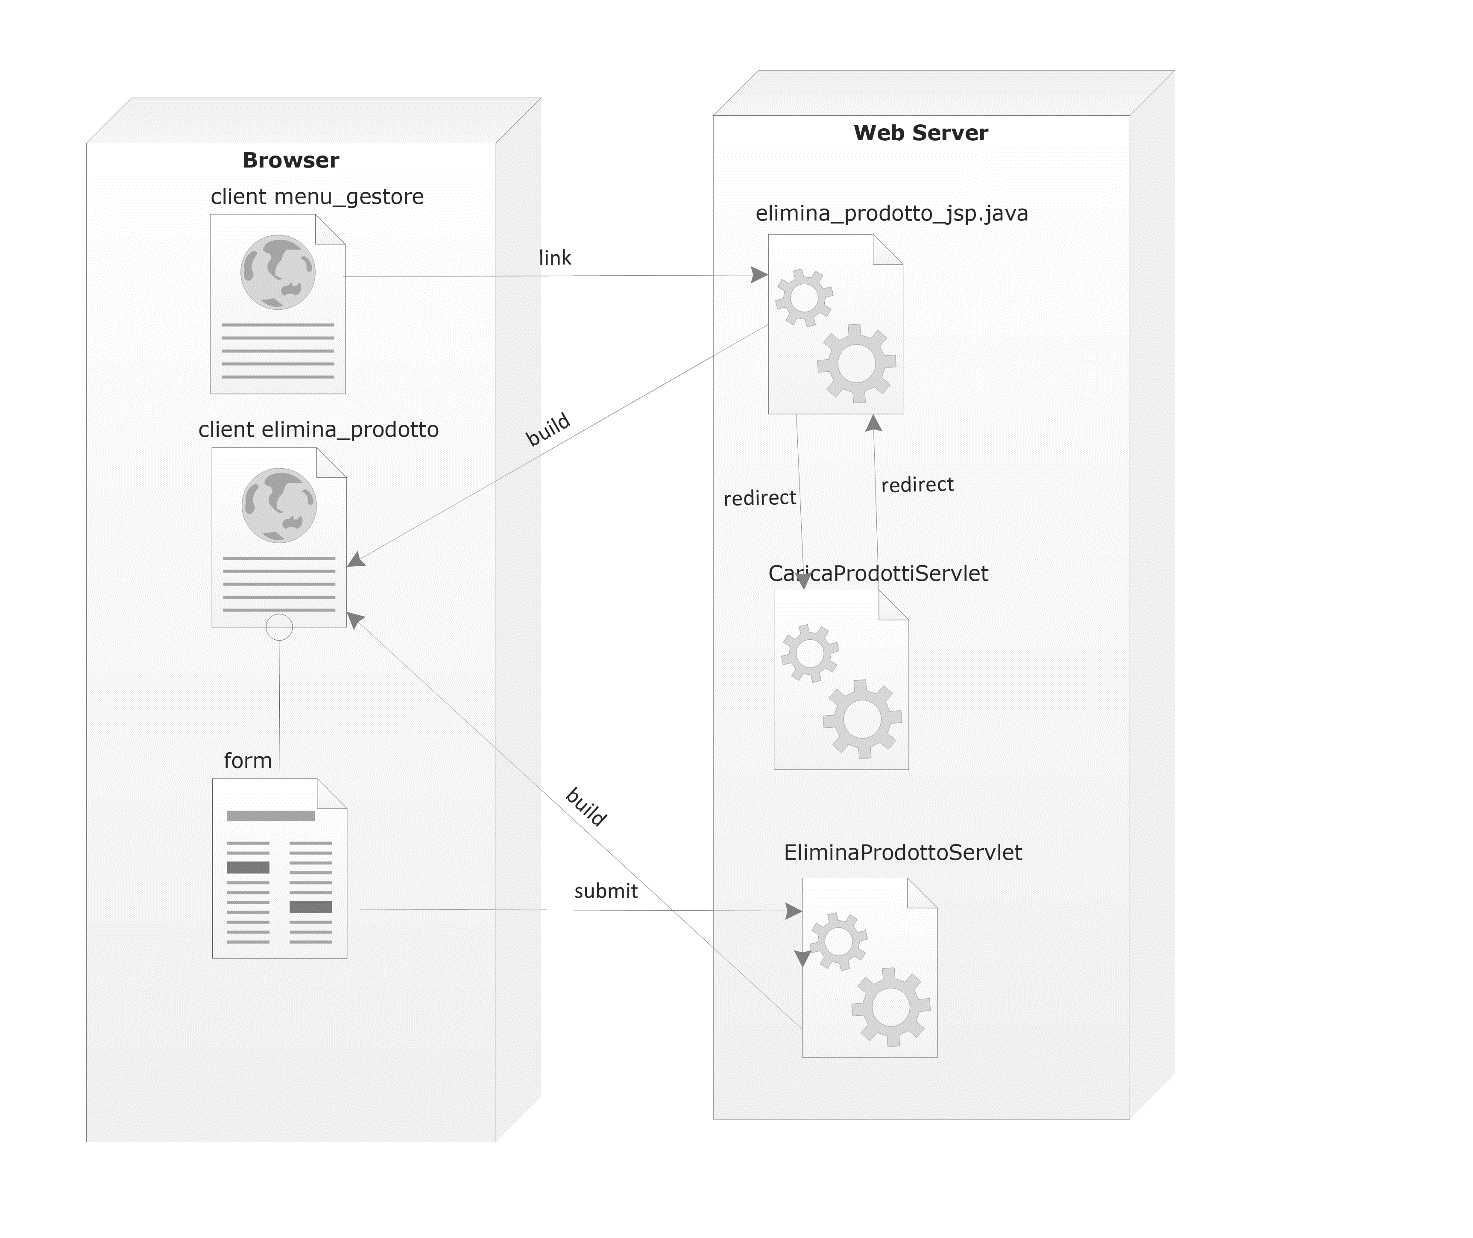 Browser
client menu_gestore
link
client elimina_prodotto
build
form
build
submit
Web Server
elimina_prodotto_jsp.java
redirect
redirect
CaricaProdottiServlet
EliminaProdottoServlet